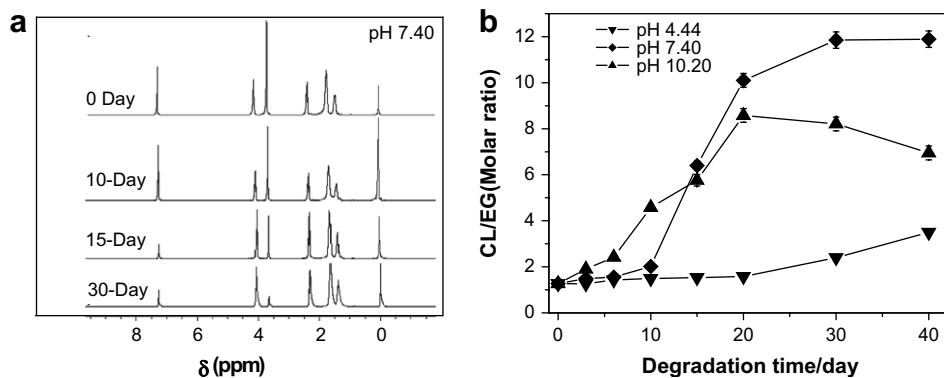 a
pH 7.40
0 Day
10-Day
15-Day
30-Day
8 6 4 2 0
δ (ppm)
b
pH 4.44
pH 7.40
pH 10.20
12
10
8
6
4
2
0
CL/EG(Molar ratio)
0 10 20 30 40
Degradation time/day